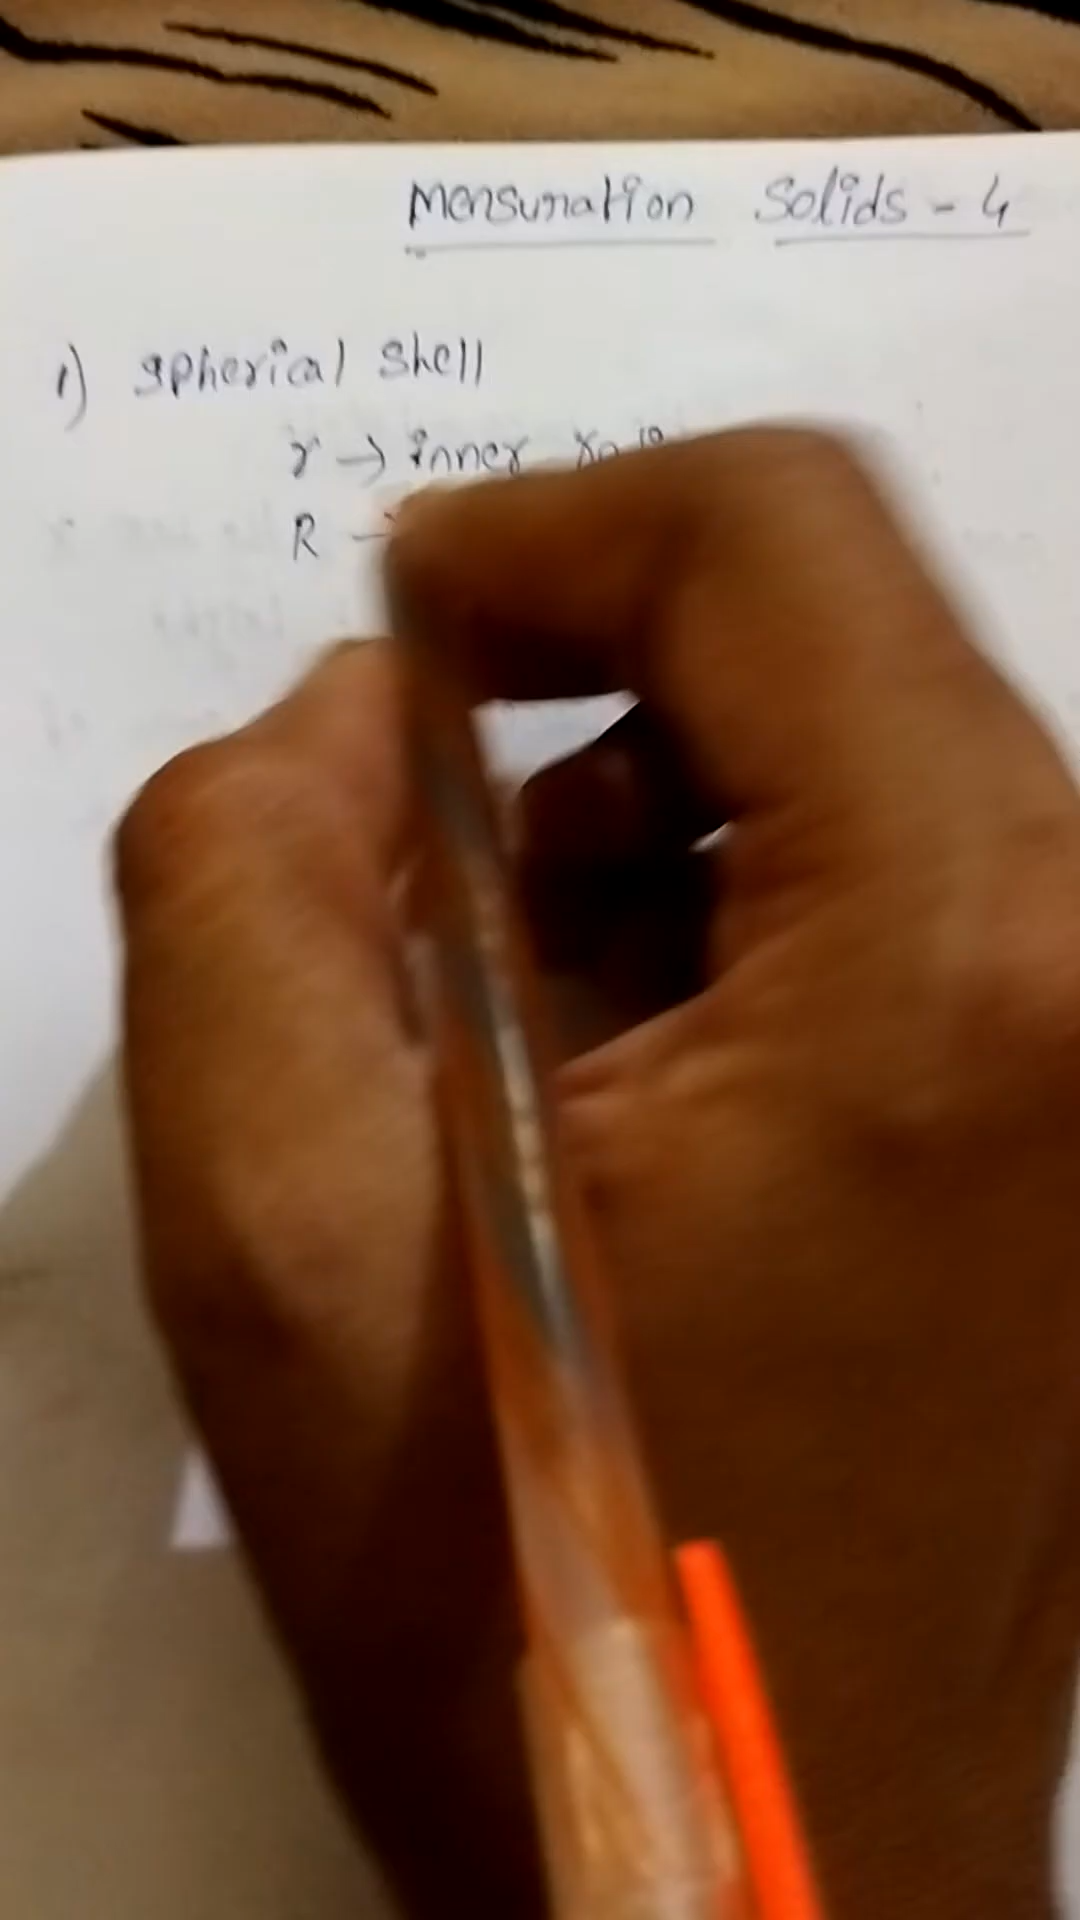 Mensuration Solids - 4
1) Spherical Shell
r → inner
R →